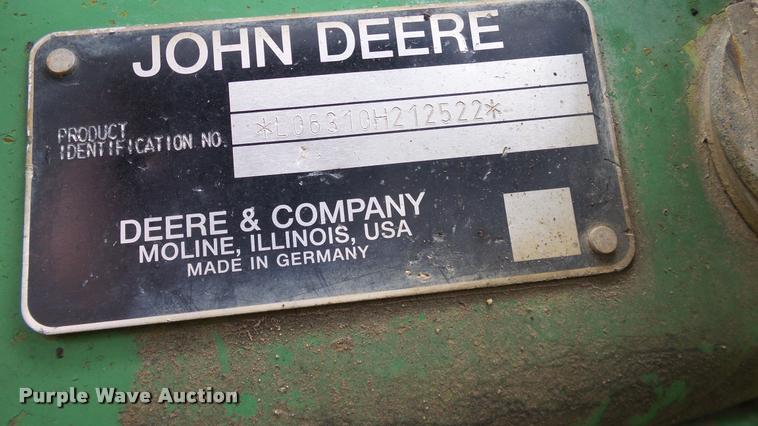 JOHN DEERE
PRODUCT
IDENTIFICATION NO.
*L06310H212522*
DEERE & COMPANY
MOLINE, ILLINOIS, USA
MADE IN GERMANY
Purple Wave Auction